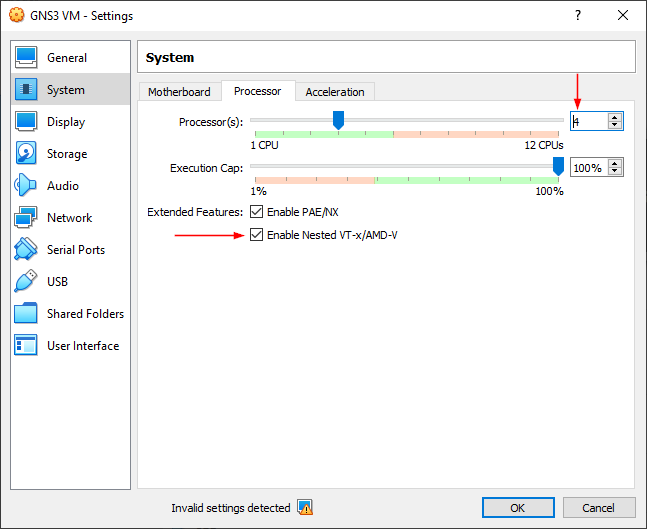 GNS3 VM - Settings
?
General
System
Display
Storage
Audio
Network
Serial Ports
USB
Shared Folders
User Interface
System
Motherboard Processor Acceleration
Processor(s): 4
1 CPU 12 CPUs
Execution Cap: 100%
1% 100%
Extended Features: Enable PAE/NX
Enable Nested VT-x/AMD-V
Invalid settings detected OK Cancel